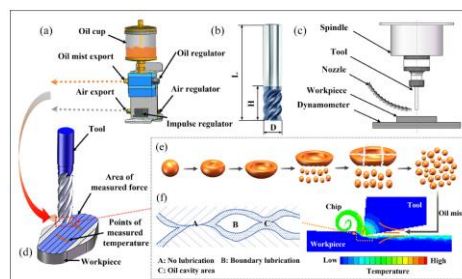 (a)
Oil cup
Oil mist export
Oil regulator
Air export
Air regulator
Impulse regulator
(b)
L
H
D
(c)
Spindle
Tool
Nozzle
Workpiece
Dynamometer
Tool
Area of
measured force
Points of
measured temperature
(d)
Workpiece
(e)
(f)
A
B
C
A: No lubrication B: Boundary lubrication
C: Oil cavity area
Chip
Tool
Oil mist
Workpiece
Low
High
Temperature